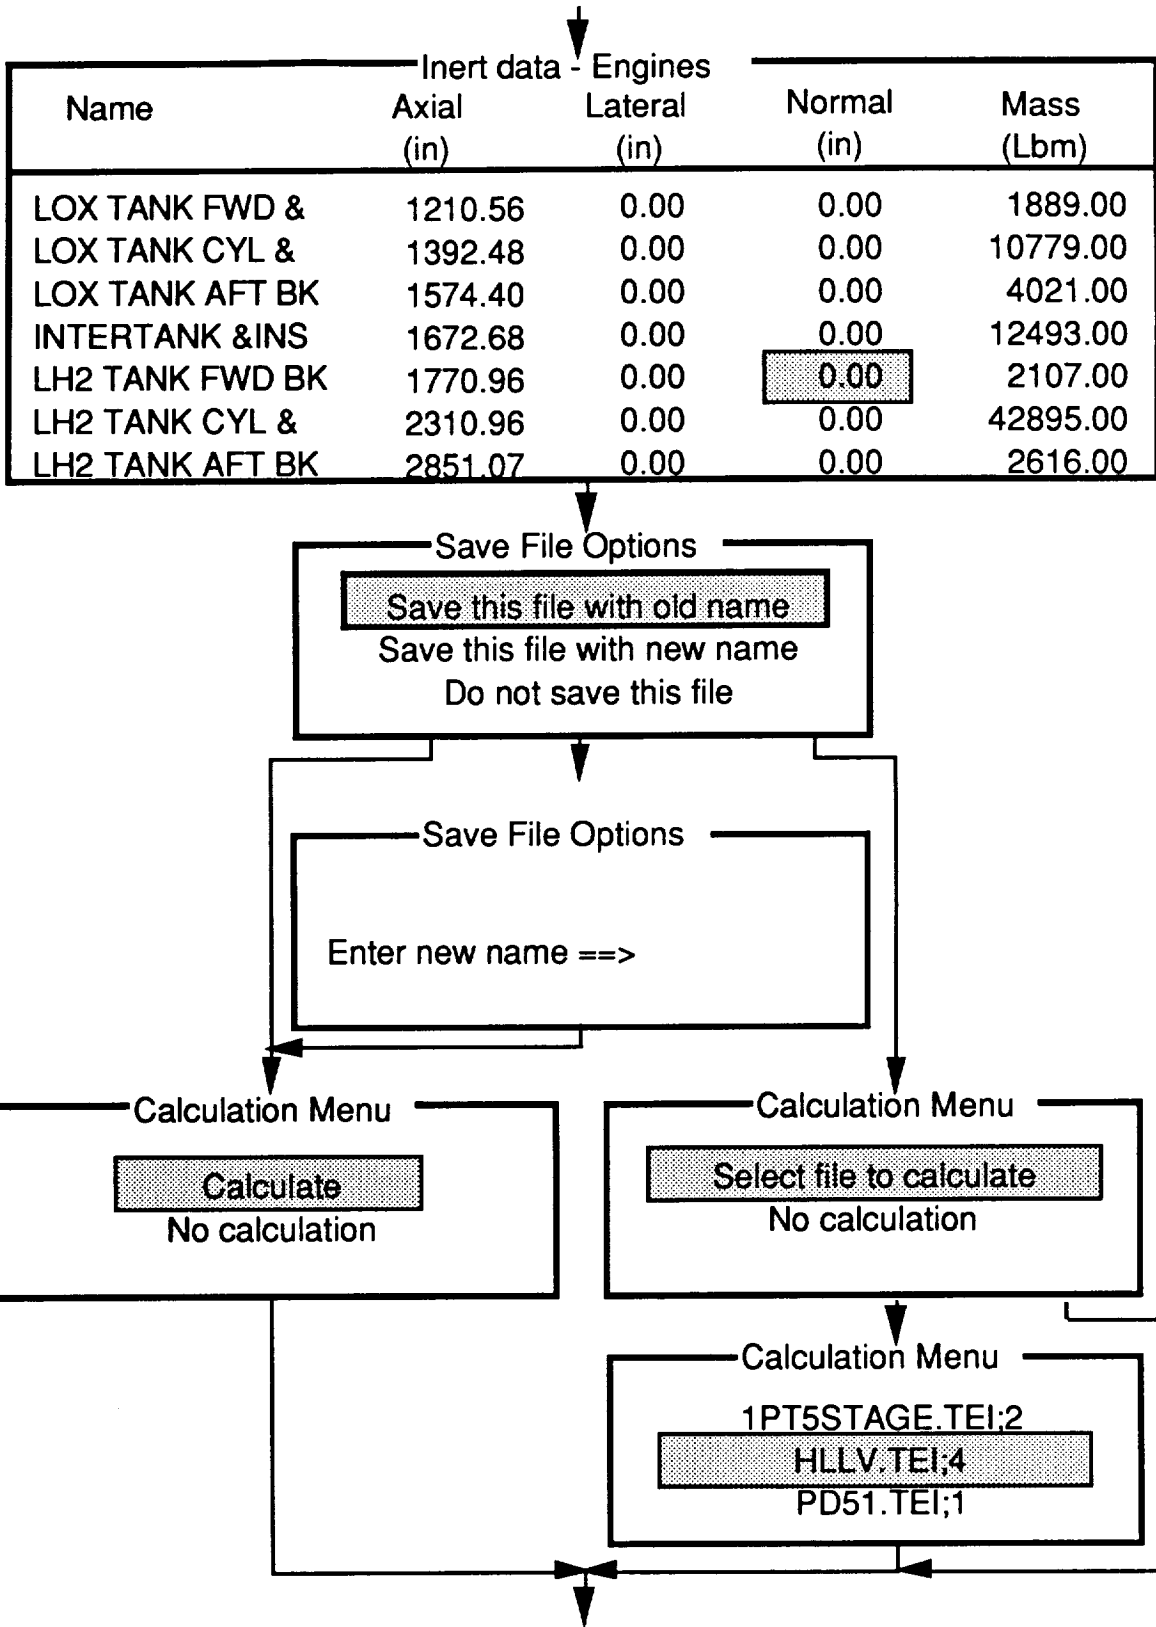 Inert data - Engines
Name Axial Lateral Normal Mass
(in) (in) (in) (Lbm)
LOX TANK FWD & 1210.56 0.00 0.00 1889.00
LOX TANK CYL & 1392.48 0.00 0.00 10779.00
LOX TANK AFT BK 1574.40 0.00 0.00 4021.00
INTERTANK &INS 1672.68 0.00 0.00 12493.00
LH2 TANK FWD BK 1770.96 0.00 0.00 2107.00
LH2 TANK CYL & 2310.96 0.00 0.00 42895.00
LH2 TANK AFT BK 2851.07 0.00 0.00 2616.00
Save File Options
Save this file with old name
Save this file with new name
Do not save this file
Save File Options
Enter new name ==>
Calculation Menu
Calculate
No calculation
Calculation Menu
Select file to calculate
No calculation
Calculation Menu
1PT5STAGE.TEI;2
HLLV.TEI;4
PD51.TEI;1